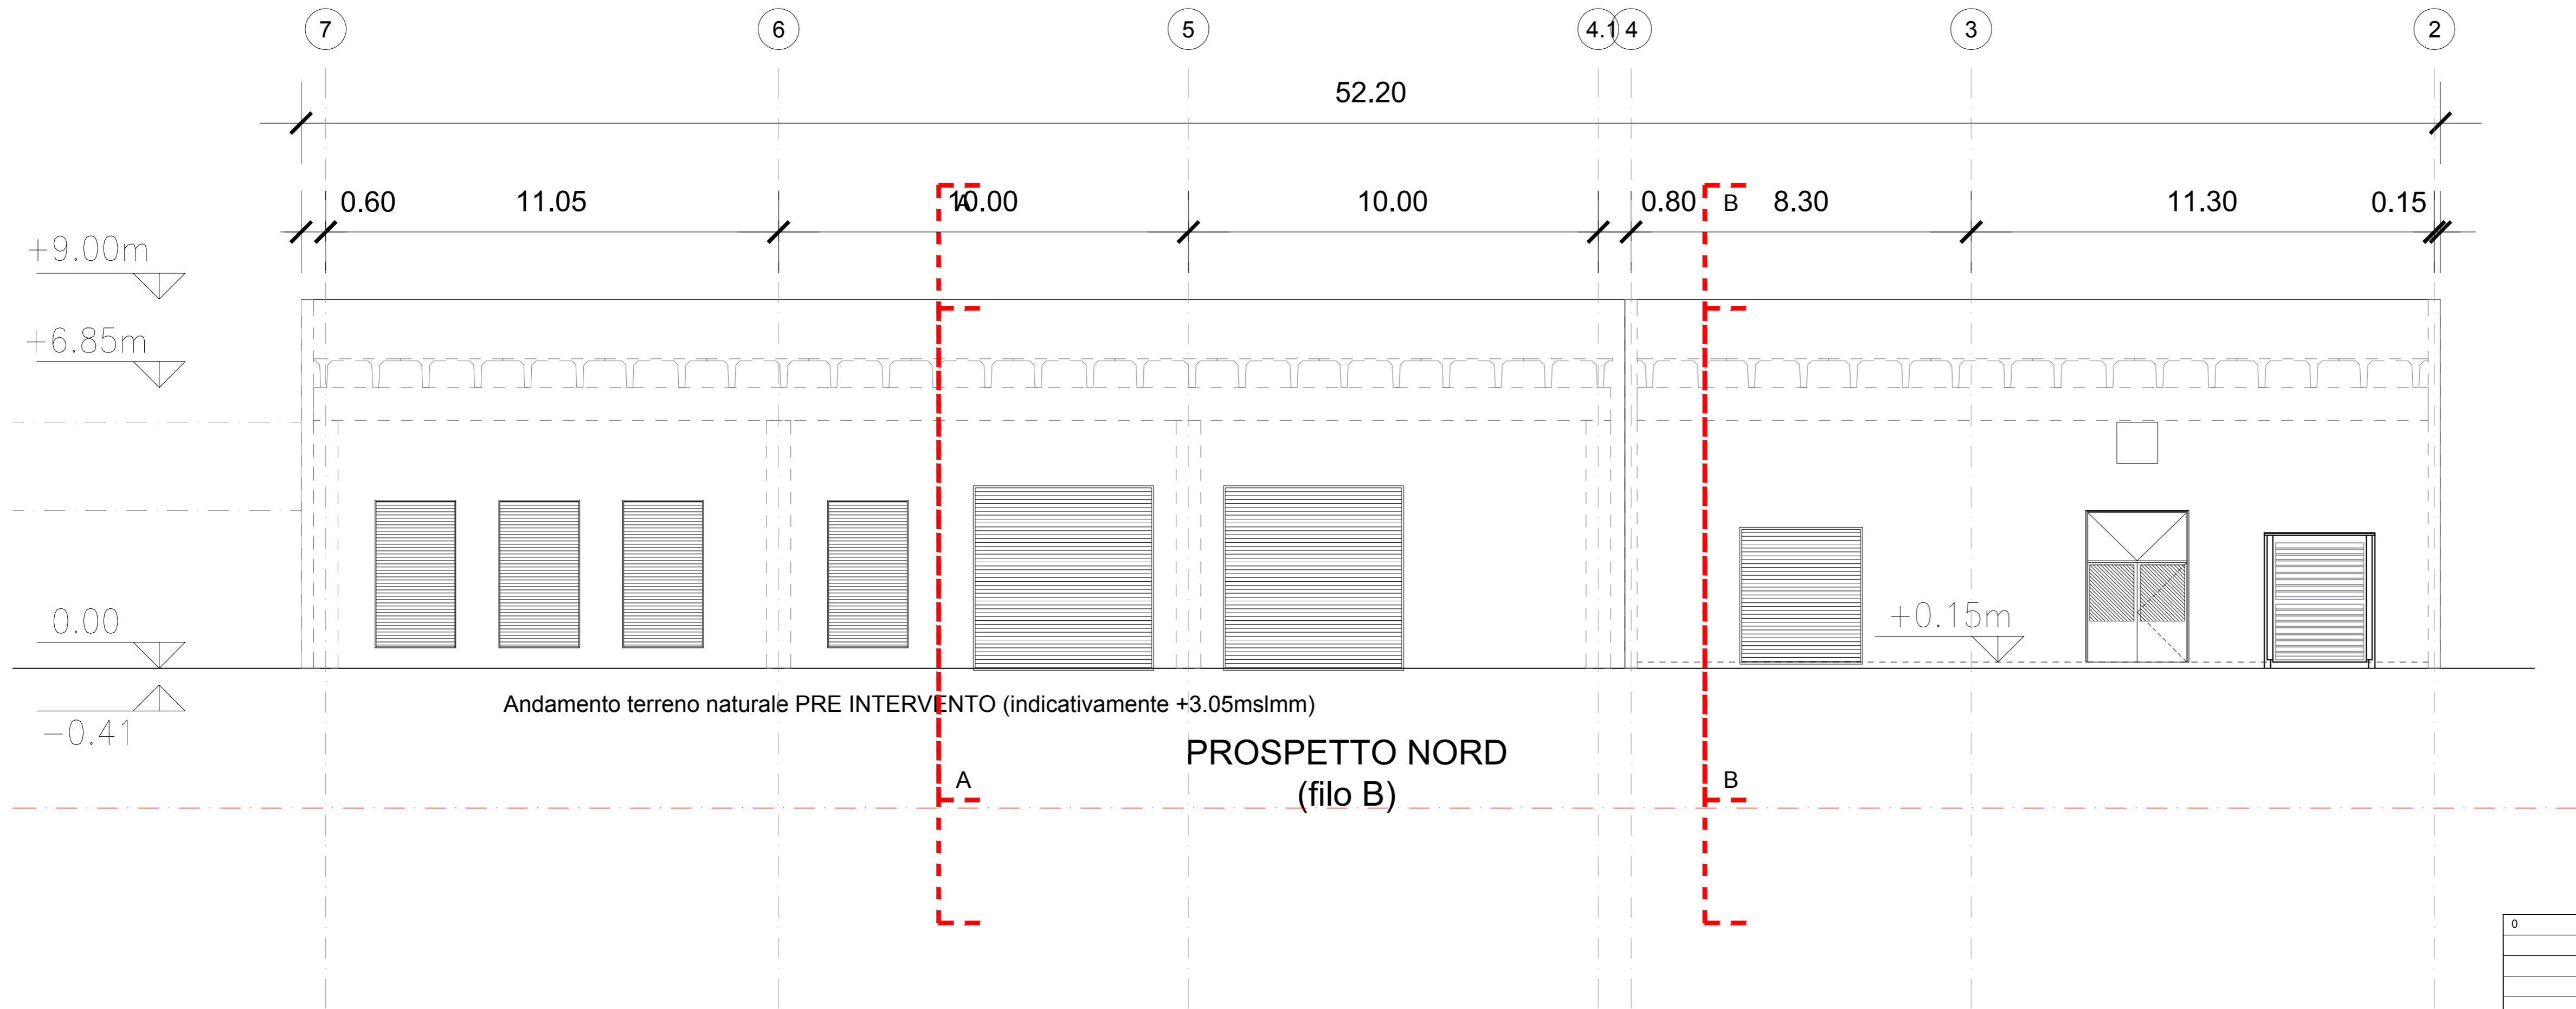 7 6 5 4.1 4 3 2
52.20
0.60 11.05 10.00 10.00 0.80 8.30 11.30 0.15
A B
+9.00m
+6.85m
0.00
+0.15m
-0.41
Andamento terreno naturale PRE INTERVENTO (indicativamente +3.05mslmm)
PROSPETTO NORD
(filo B)
A B
0